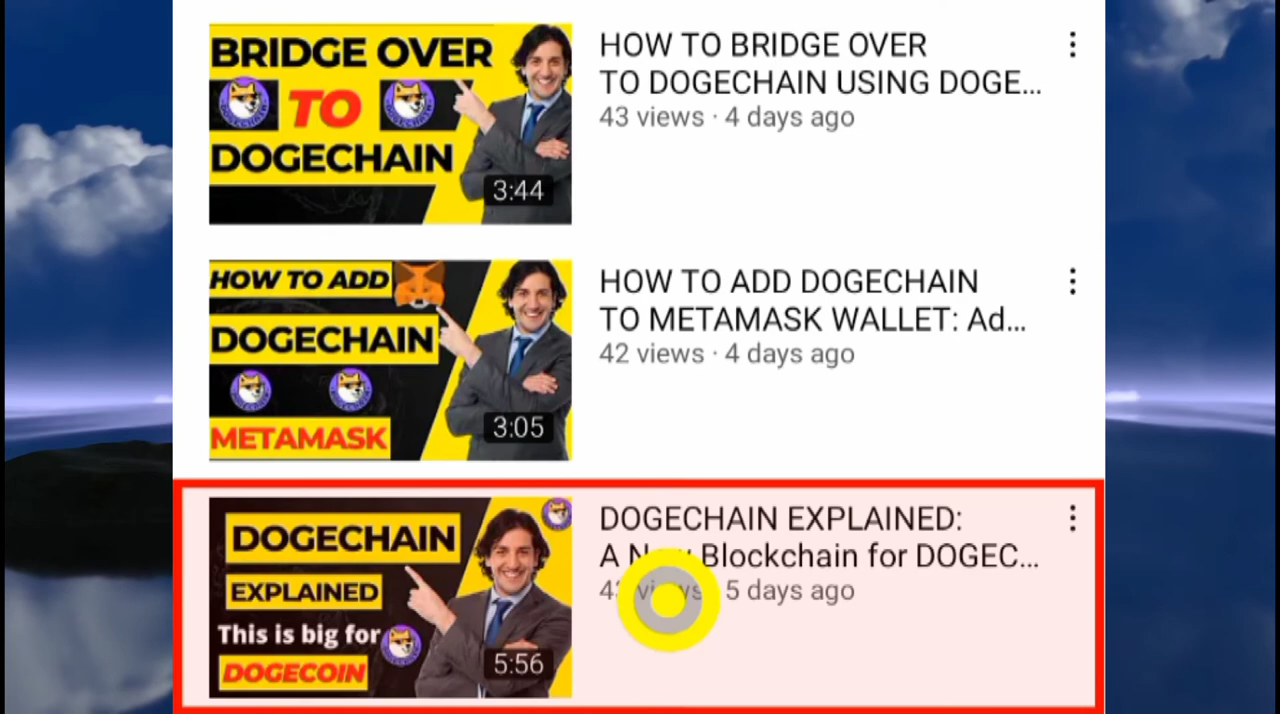 BRIDGE OVER
TO
DOGECHAIN
3:44
HOW TO BRIDGE OVER
TO DOGECHAIN USING DOGE...
43 views · 4 days ago
HOW TO ADD
DOGECHAIN
METAMASK
3:05
HOW TO ADD DOGECHAIN
TO METAMASK WALLET: Ad...
42 views · 4 days ago
DOGECHAIN
EXPLAINED
This is big for
DOGECOIN
5:56
DOGECHAIN EXPLAINED:
A Blockchain for DOGEC...
5 days ago